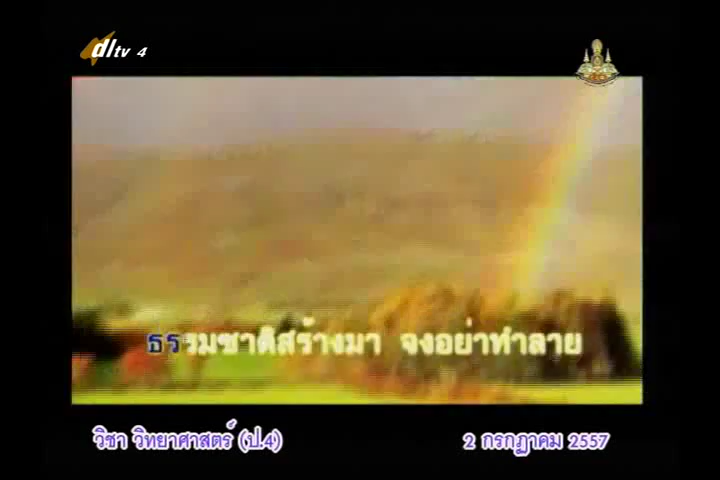 dltv 4
ธรรมชาติสร้างมา จงอย่าทำลาย
วิชา วิทยาศาสตร์ (ป.4)
2 กรกฎาคม 2557